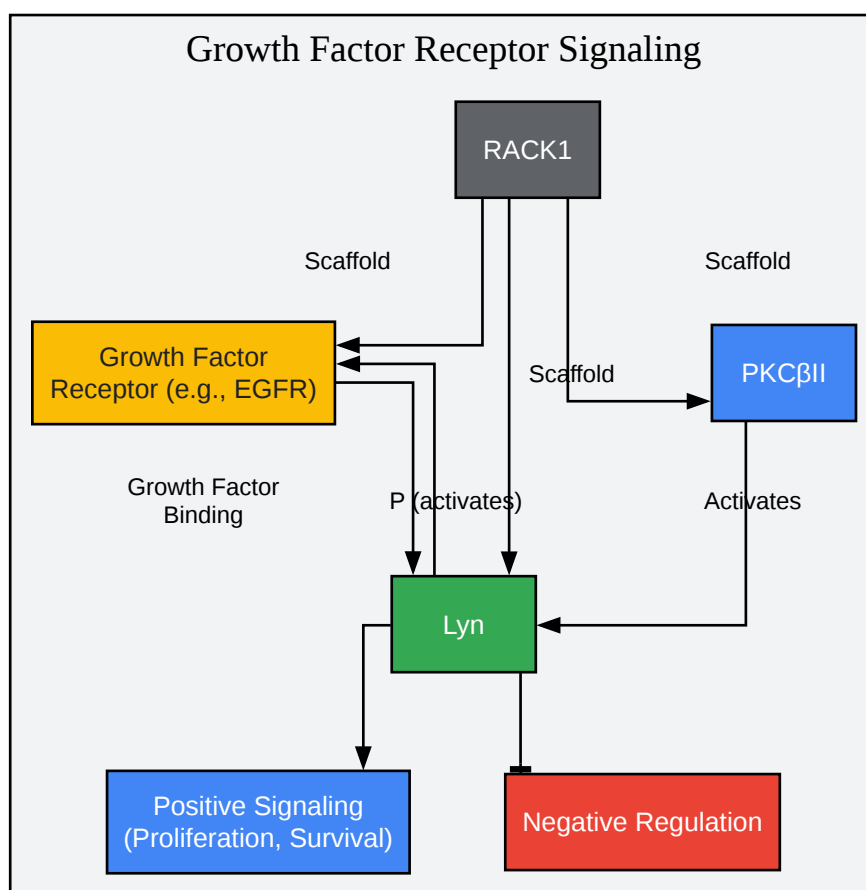 Growth Factor Receptor Signaling
RACK1
Scaffold
Scaffold
Growth Factor
Receptor (e.g., EGFR)
Scaffold
PKCβII
Growth Factor
Binding
P (activates)
Activates
Lyn
Positive Signaling
(Proliferation, Survival)
Negative Regulation